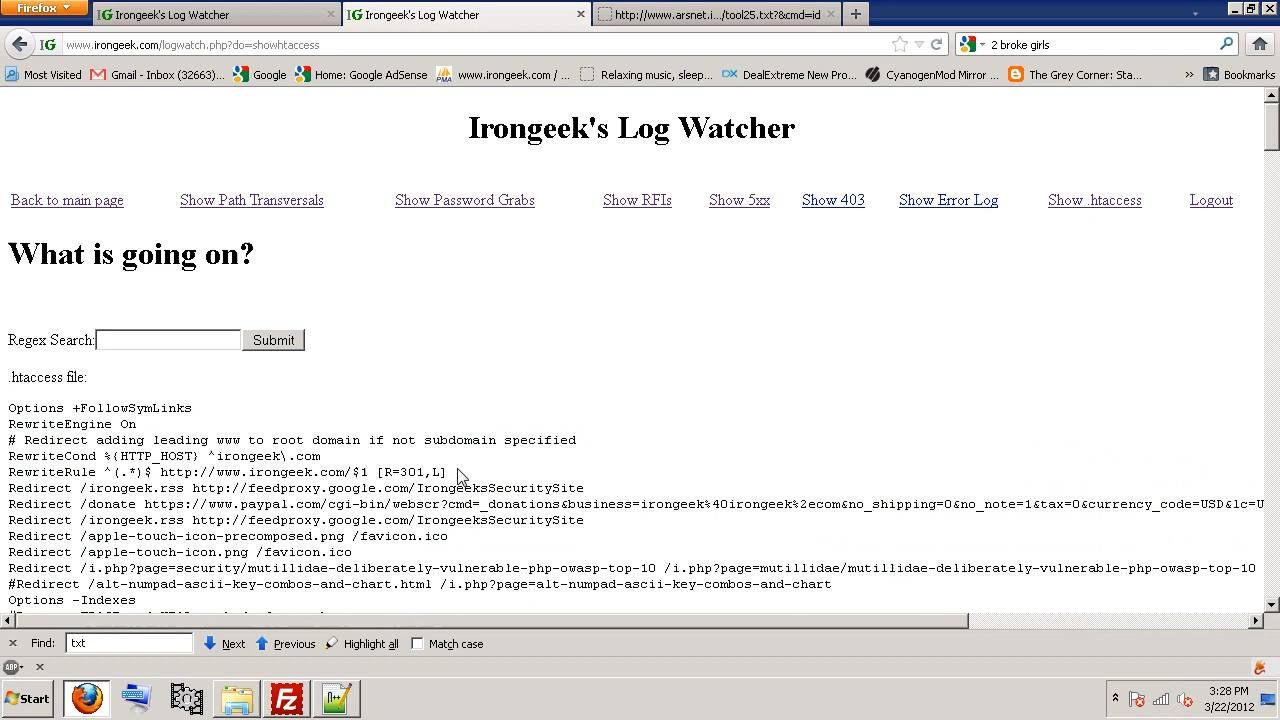 Firefox
Irongeek's Log Watcher
Irongeek's Log Watcher
http://www.arsnet.i.../tool25.txt?&cmd=id
www.irongeek.com/logwatch.php?do=showhtaccess
2 broke girls
Most Visited
Gmail - Inbox (32663)...
Google
Home: Google AdSense
www.irongeek.com / ...
Relaxing music, sleep...
DealExtreme New Pro...
CyanogenMod Mirror ...
The Grey Corner: Sta...
»
Bookmarks
Irongeek's Log Watcher
Back to main page Show Path Transversals Show Password Grabs Show RFIs Show 5xx Show 403 Show Error Log Show .htaccess Logout
What is going on?
Regex Search: Submit
.htaccess file:
Options +FollowSymLinks
RewriteEngine On
# Redirect adding leading www to root domain if not subdomain specified
RewriteCond %{HTTP_HOST} ^irongeek\.com
RewriteRule ^(.*)$ http://www.irongeek.com/$1 [R=301,L]
Redirect /irongeek.rss http://feedproxy.google.com/IrongeeksSecuritySite
Redirect /donate https://www.paypal.com/cgi-bin/webscr?cmd=_donations&business=irongeek%40irongeek%2ecom&no_shipping=0&no_note=1&tax=0&currency_code=USD&lc=U
Redirect /irongeek.rss http://feedproxy.google.com/IrongeeksSecuritySite
Redirect /apple-touch-icon-precomposed.png /favicon.ico
Redirect /apple-touch-icon.png /favicon.ico
Redirect /i.php?page=security/mutillidae-deliberately-vulnerable-php-owasp-top-10 /i.php?page=mutillidae/mutillidae-deliberately-vulnerable-php-owasp-top-10
#Redirect /alt-numpad-ascii-key-combos-and-chart.html /i.php?page=alt-numpad-ascii-key-combos-and-chart
Options -Indexes
Find: txt Next Previous Highlight all Match case
ABP
Start
3:28 PM
3/22/2012